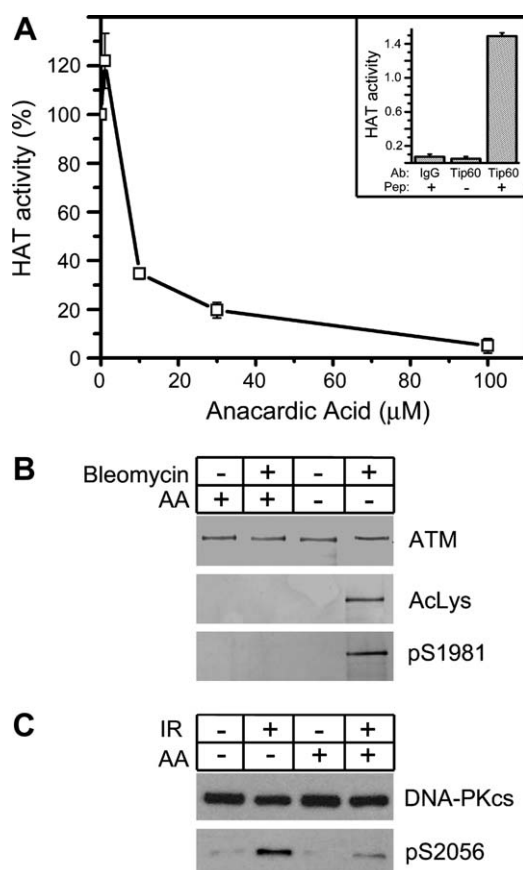 A
HAT activity (%)
120
100
80
60
40
20
0
0
20
40
60
80
100
Anacardic Acid (μM)
HAT activity
1.4
1.0
0.6
0.2
Ab: IgG Tip60 Tip60
Pep: + - +
B
Bleomycin - + - +
AA + + - -
ATM
AcLys
pS1981
C
IR - + - +
AA - - + +
DNA-PKcs
pS2056